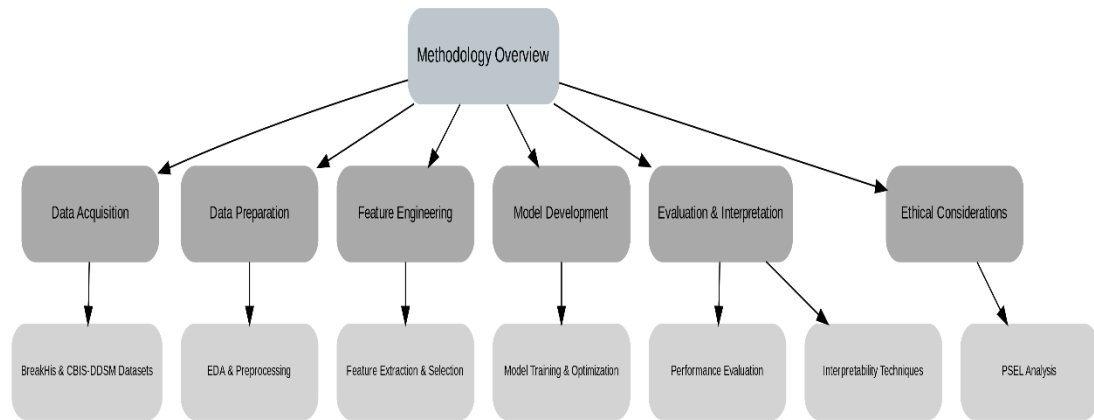 Methodology Overview
Data Acquisition
Data Preparation
Feature Engineering
Model Development
Evaluation & Interpretation
Ethical Considerations
BreakHis & CBIS-DDSM Datasets
EDA & Preprocessing
Feature Extraction & Selection
Model Training & Optimization
Performance Evaluation
Interpretability Techniques
PSEL Analysis